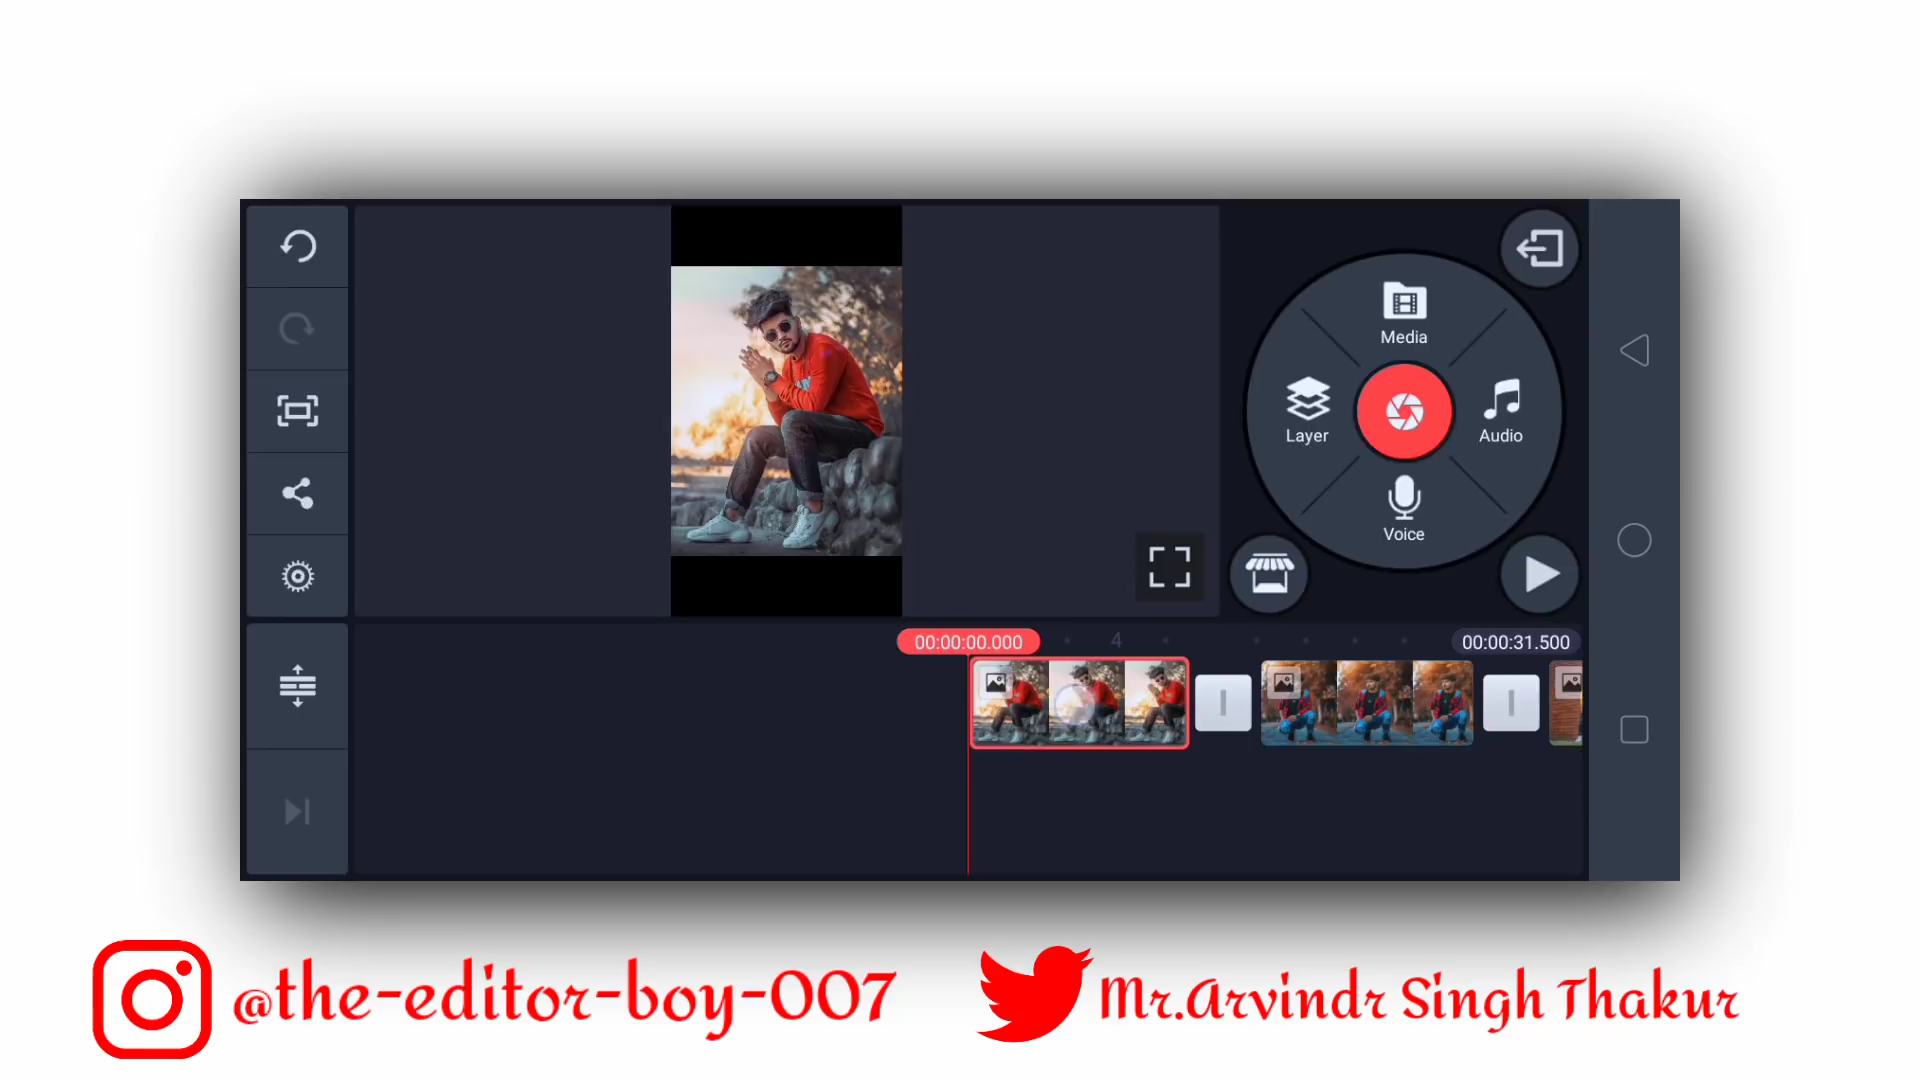 Media
Layer
Audio
Voice
00:00:00.000
4
00:00:31.500
@the-editor-boy-007
Mr.Arvindr Singh Thakur